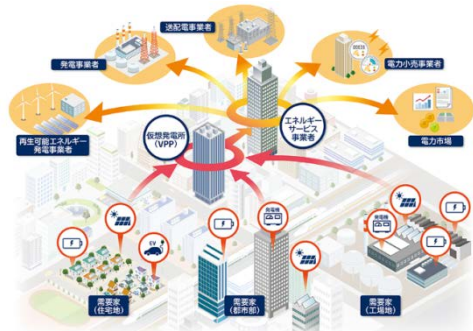 送配電事業者
発電事業者
電力小売事業者
再生可能エネルギー
発電事業者
仮想発電所
(VPP)
エネルギー
サービス
事業者
電力市場
発電機
EV
発電機
需要家
(住宅地)
需要家
(都市部)
需要家
(工場地)